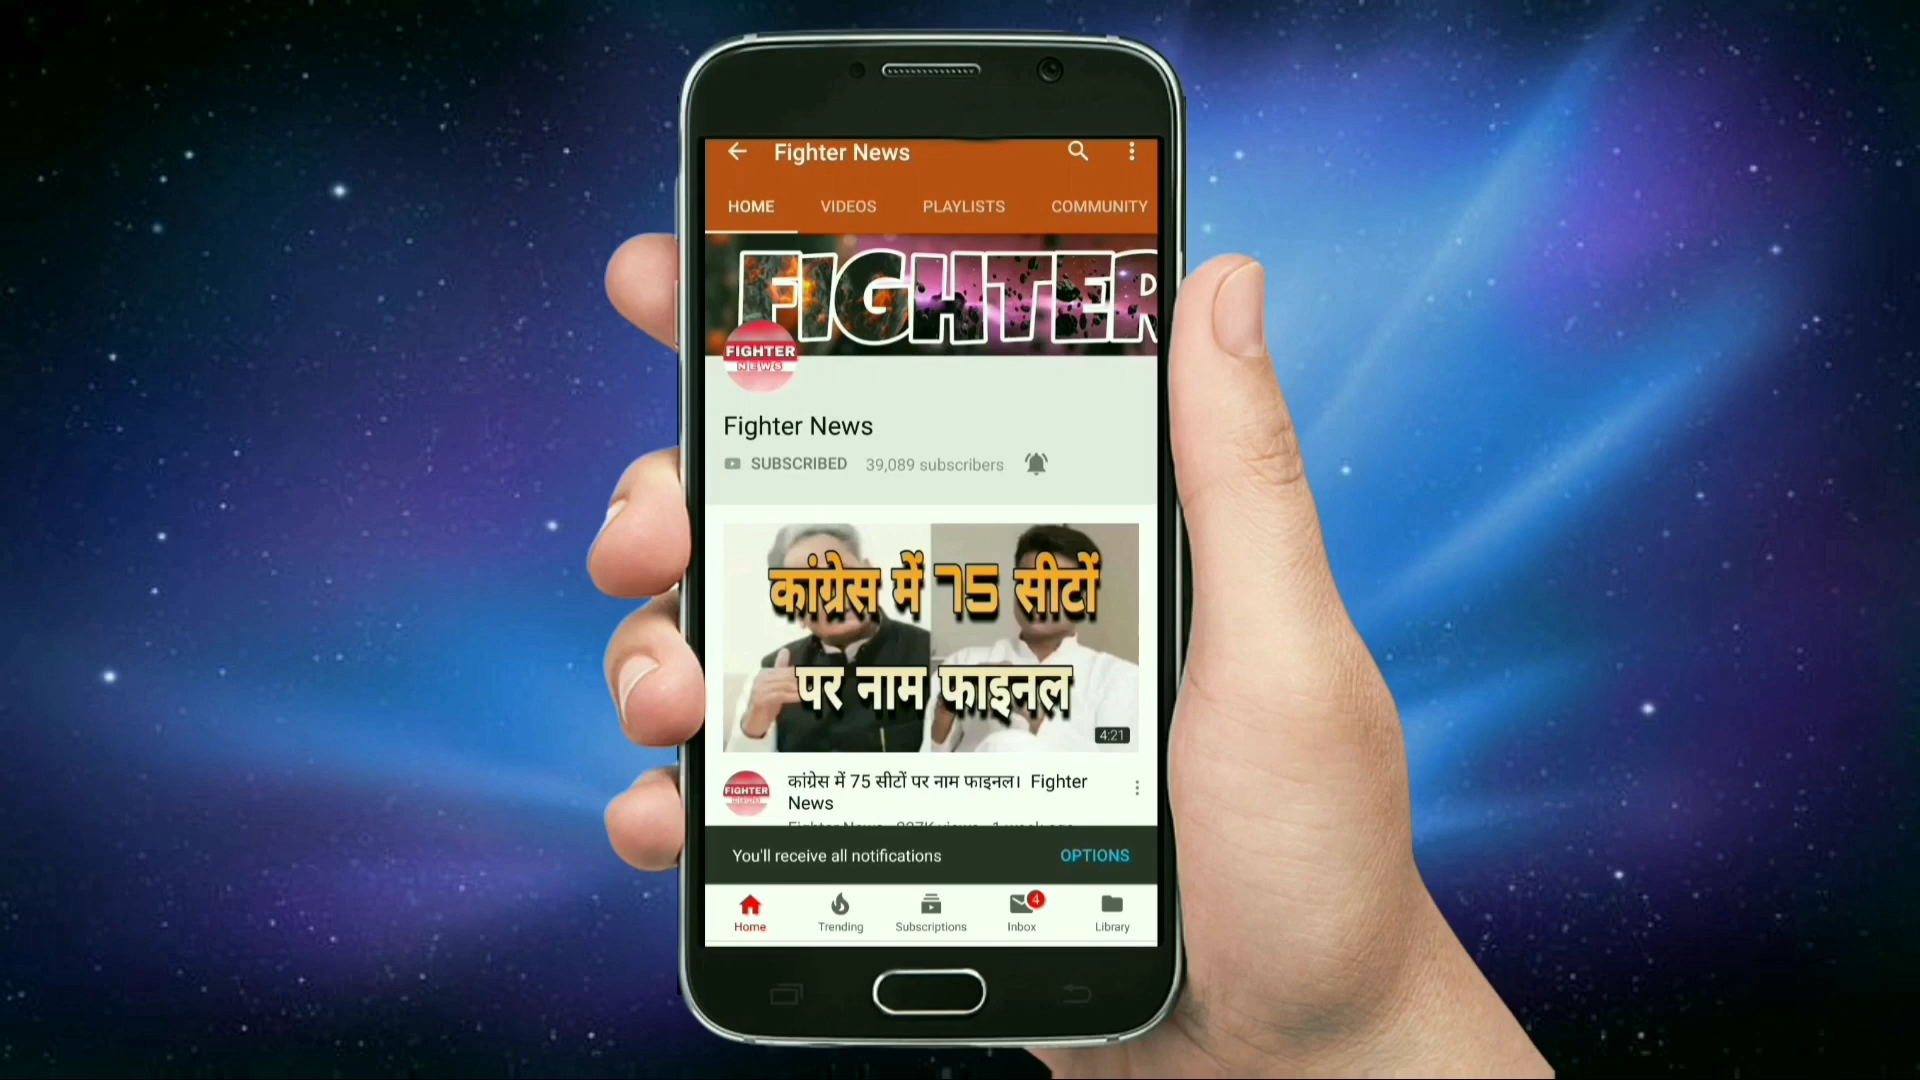 Fighter News
HOME VIDEOS PLAYLISTS COMMUNITY
FIGHTER
FIGHTER
NEWS
Fighter News
SUBSCRIBED 39,089 subscribers
कांग्रेस में 75 सीटों
पर नाम फाइनल
4:21
FIGHTER
कांग्रेस में 75 सीटों पर नाम फाइनल। Fighter
News
You'll receive all notifications OPTIONS
4
Home Trending Subscriptions Inbox Library